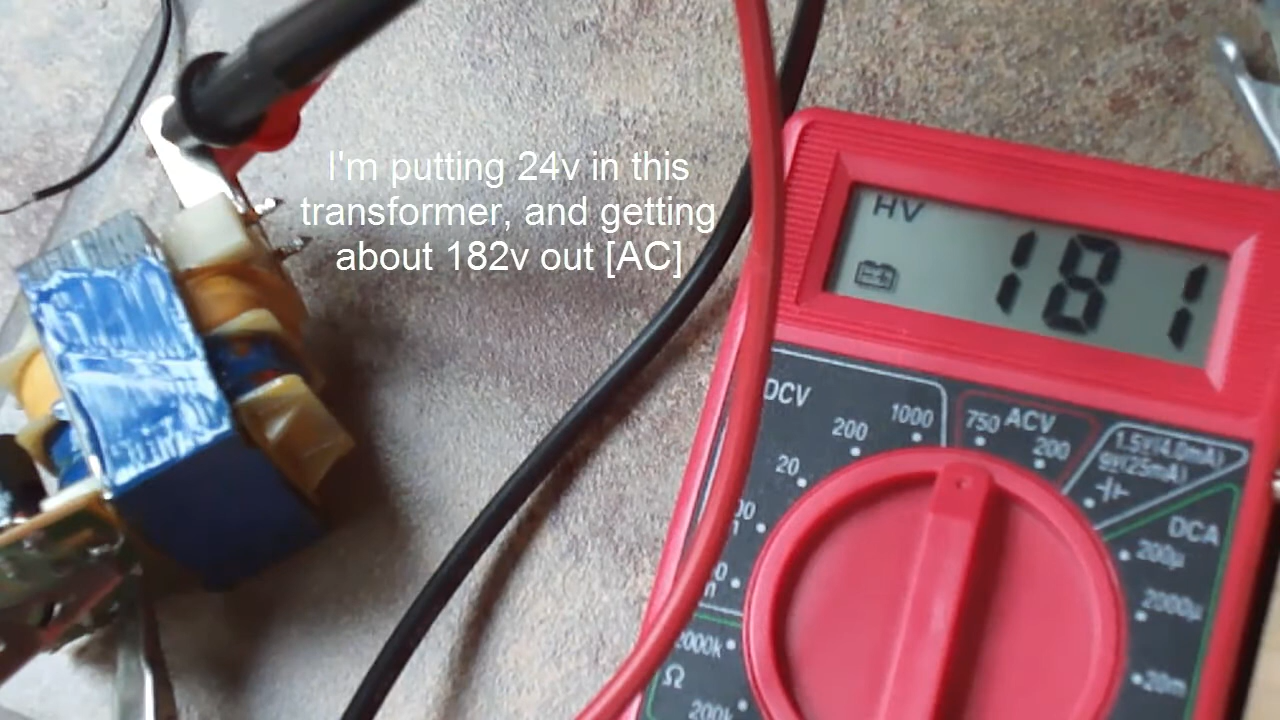 I'm putting 24v in this
transformer, and getting
about 182v out [AC]
HV
181
DCV
200
1000
750 ACV
200
1.5V(4.0mA)
9V(25mA)
20
DCA
200µ
2000µ
20m
2000k
Ω
200k